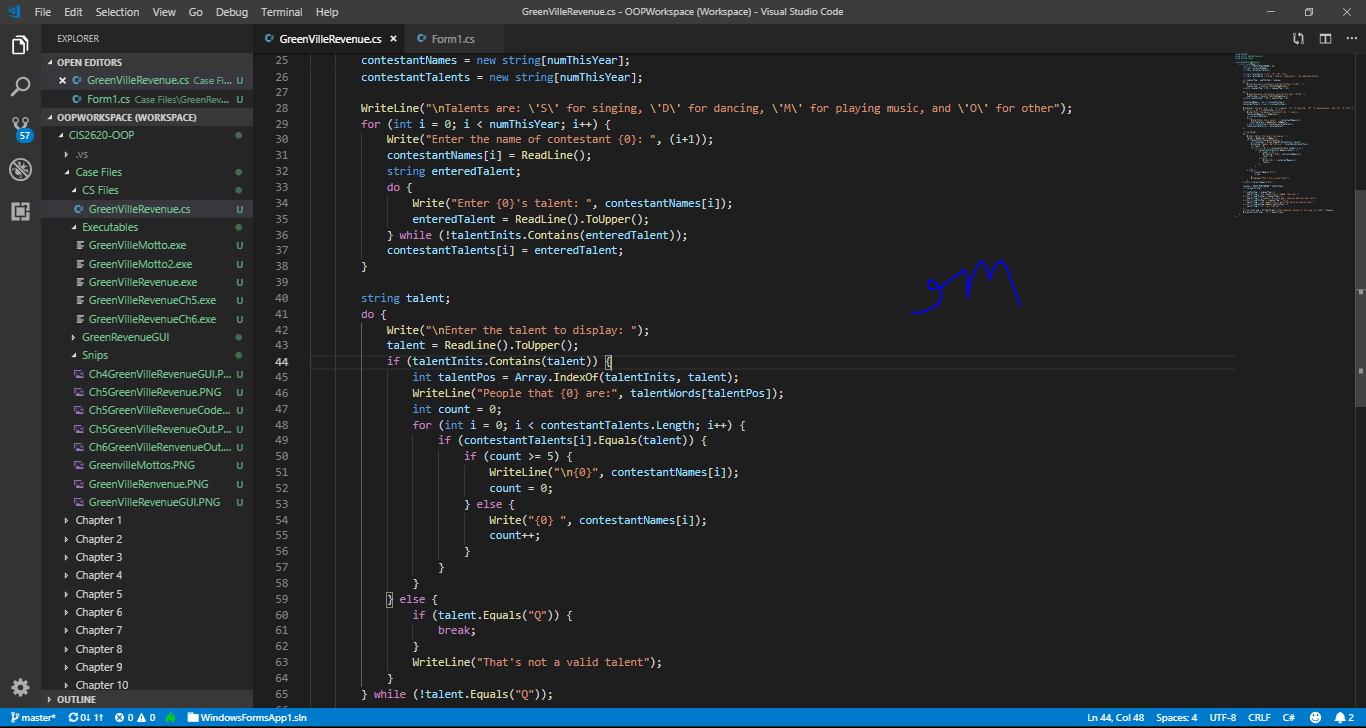 File Edit Selection View Go Debug Terminal Help
GreenVilleRevenue.cs - OOPWorkspace (Workspace) - Visual Studio Code
EXPLORER
OPEN EDITORS
GreenVilleRevenue.cs Case Fi... U
Form1.cs Case Files\GreenRev... U
OOPWORKSPACE (WORKSPACE)
CIS2620-OOP
.vs
Case Files
CS Files
GreenVilleRevenue.cs U
Executables
GreenVilleMotto.exe U
GreenVilleMotto2.exe U
GreenVilleRevenue.exe U
GreenVilleRevenueCh5.exe U
GreenVilleRevenueCh6.exe U
GreenRevenueGUI
Snips
Ch4GreenVilleRevenueGUI.P... U
Ch5GreenVilleRevenue.PNG U
Ch5GreenVilleRevenueCode... U
Ch5GreenVilleRevenueOut.P... U
Ch6GreenVilleRenvenueOut.... U
GreenvilleMottos.PNG U
GreenVilleRenvenue.PNG U
GreenVilleRevenueGUI.PNG U
Chapter 1
Chapter 2
Chapter 3
Chapter 4
Chapter 5
Chapter 6
Chapter 7
Chapter 8
Chapter 9
Chapter 10
OUTLINE
57
GreenVilleRevenue.cs Form1.cs
25 contestantNames = new string[numThisYear];
26 contestantTalents = new string[numThisYear];
27
28 WriteLine("\nTalents are: \'S\' for singing, \'D\' for dancing, \'M\' for playing music, and \'O\' for other");
29 for (int i = 0; i < numThisYear; i++) {
30 Write("Enter the name of contestant {0}: ", (i+1));
31 contestantNames[i] = ReadLine();
32 string enteredTalent;
33 do {
34 Write("Enter {0}'s talent: ", contestantNames[i]);
35 enteredTalent = ReadLine().ToUpper();
36 } while (!talentInits.Contains(enteredTalent));
37 contestantTalents[i] = enteredTalent;
38 }
39
40 string talent;
41 do {
42 Write("\nEnter the talent to display: ");
43 talent = ReadLine().ToUpper();
44 if (talentInits.Contains(talent)) {
45 int talentPos = Array.IndexOf(talentInits, talent);
46 WriteLine("People that {0} are:", talentWords[talentPos]);
47 int count = 0;
48 for (int i = 0; i < contestantTalents.Length; i++) {
49 if (contestantTalents[i].Equals(talent)) {
50 if (count >= 5) {
51 WriteLine("\n{0}", contestantNames[i]);
52 count = 0;
53 } else {
54 Write("{0} ", contestantNames[i]);
55 count++;
56 }
57 }
58 }
59 } else {
60 if (talent.Equals("Q")) {
61 break;
62 }
63 WriteLine("That's not a valid talent");
64 }
65 } while (!talent.Equals("Q"));
master* 0↓ 1↑ 0 0 WindowsFormsApp1.sln
Ln 44, Col 48 Spaces: 4 UTF-8 CRLF C# 2